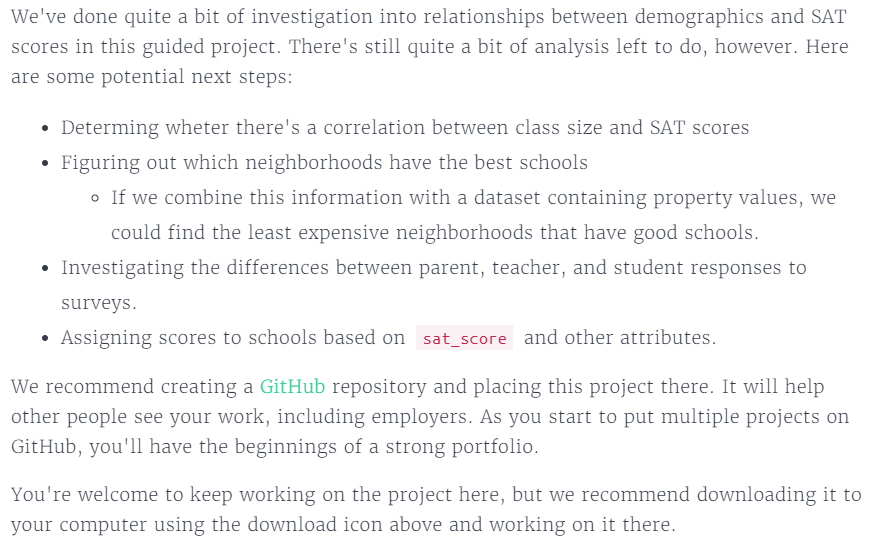 We've done quite a bit of investigation into relationships between demographics and SAT
scores in this guided project. There's still quite a bit of analysis left to do, however. Here
are some potential next steps:
• Determing wheter there's a correlation between class size and SAT scores
• Figuring out which neighborhoods have the best schools
◦ If we combine this information with a dataset containing property values, we
could find the least expensive neighborhoods that have good schools.
• Investigating the differences between parent, teacher, and student responses to
surveys.
• Assigning scores to schools based on sat_score and other attributes.
We recommend creating a GitHub repository and placing this project there. It will help
other people see your work, including employers. As you start to put multiple projects on
GitHub, you'll have the beginnings of a strong portfolio.
You're welcome to keep working on the project here, but we recommend downloading it to
your computer using the download icon above and working on it there.